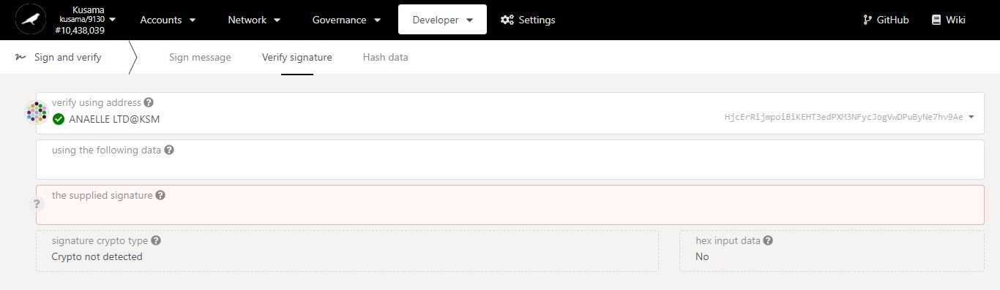 Kusama
kusama/9130
#10,438,039
Accounts
Network
Governance
Developer
Settings
GitHub
Wiki
Sign and verify
Sign message
Verify signature
Hash data
verify using address ?
ANAELLE LTD@KSM
HjcErRijmpoiBiKEHT3edPXM3NFycJogVwDPuByNe7hv9Ae
using the following data ?
?
the supplied signature ?
signature crypto type ?
Crypto not detected
hex input data ?
No